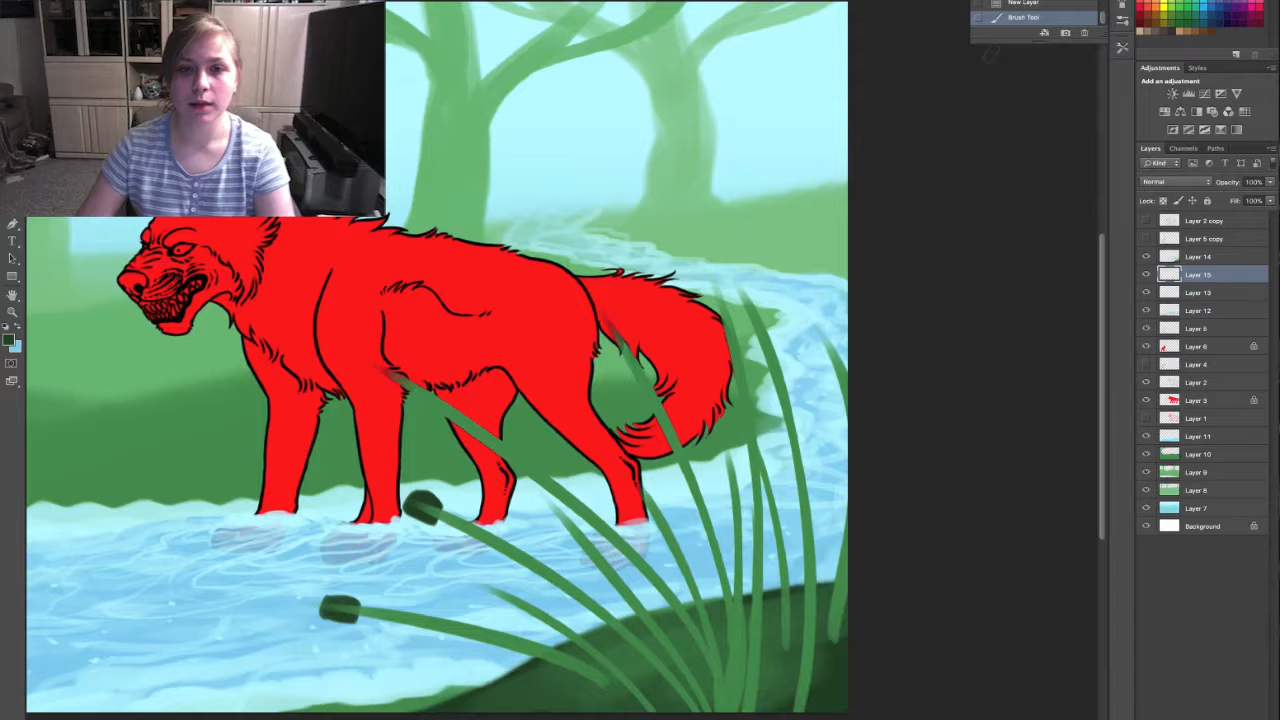 New Layer
Brush Tool
Adjustments Styles
Add an adjustment
Layers Channels Paths
Kind
Normal Opacity: 100%
Lock: Fill: 100%
Layer 2 copy
Layer 5 copy
Layer 14
Layer 15
Layer 13
Layer 12
Layer 5
Layer 6
Layer 4
Layer 2
Layer 3
Layer 1
Layer 11
Layer 10
Layer 9
Layer 8
Layer 7
Background